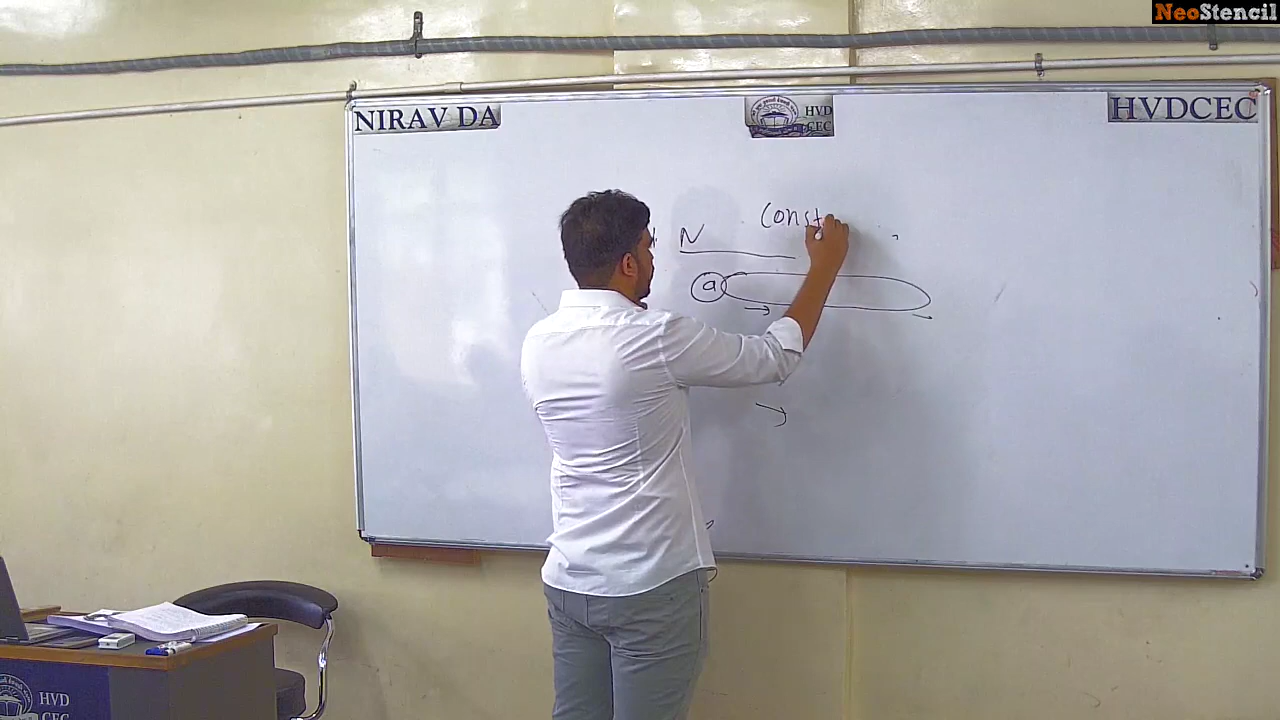 NeoStencil
NIRAV DA
HVD
CEC
HVDCEC
Const
N
a
HVD
CEC